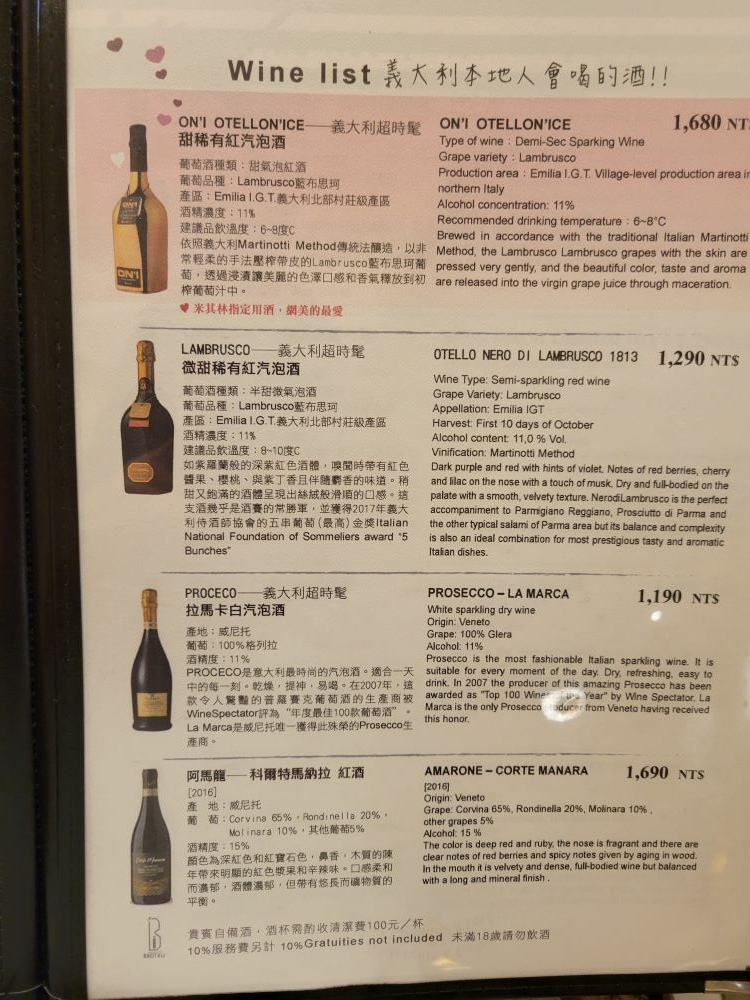 Wine list 義大利本地人會喝的酒!!
ON'I OTELLON'ICE──義大利超時髦
甜稀有紅汽泡酒
葡萄酒種類：甜氣泡紅酒
葡萄品種：Lambrusco藍布思珂
產區：Emilia I.G.T.義大利北部村莊級產區
酒精濃度：11%
建議品飲溫度：6~8度C
依照義大利Martinotti Method傳統法釀造，以非
常輕柔的手法壓榨帶皮的Lambrusco藍布思珂葡
萄，透過浸漬讓美麗的色澤口感和香氣釋放到初
榨葡萄汁中。
♥ 米其林指定用酒，網美的最愛
ON'I OTELLON'ICE
1,680 NT$
Type of wine：Demi-Sec Sparking Wine
Grape variety：Lambrusco
Production area：Emilia I.G.T. Village-level production area in
northern Italy
Alcohol concentration: 11%
Recommended drinking temperature：6~8°C
Brewed in accordance with the traditional Italian Martinotti
Method, the Lambrusco Lambrusco grapes with the skin are
pressed very gently, and the beautiful color, taste and aroma
are released into the virgin grape juice through maceration.
LAMBRUSCO──義大利超時髦
微甜稀有紅汽泡酒
葡萄酒種類：半甜微氣泡酒
葡萄品種：Lambrusco藍布思珂
產區：Emilia I.G.T.義大利北部村莊級產區
酒精濃度：11%
建議品飲溫度：8~10度C
如紫羅蘭般的深紫紅色酒體，嗅聞時帶有紅色
醬果、櫻桃、與紫丁香且伴隨麝香的味道。稍
甜又飽滿的酒體呈現出絲絨般滑順的口感。這
支酒幾乎是酒賽的常勝軍，並獲得2017年義大
利侍酒師協會的五串葡萄(最高)金獎Italian
National Foundation of Sommeliers award "5
Bunches"
OTELLO NERO DI LAMBRUSCO 1813
1,290 NT$
Wine Type: Semi-sparkling red wine
Grape Variety: Lambrusco
Appellation: Emilia IGT
Harvest: First 10 days of October
Alcohol content: 11,0 % Vol.
Vinification: Martinotti Method
Dark purple and red with hints of violet. Notes of red berries, cherry
and lilac on the nose with a touch of musk. Dry and full-bodied on the
palate with a smooth, velvety texture. NerodiLambrusco is the perfect
accompaniment to Parmigiano Reggiano, Prosciutto di Parma and
the other typical salami of Parma area but its balance and complexity
is also an ideal combination for most prestigious tasty and aromatic
Italian dishes.
PROCECO──義大利超時髦
拉馬卡白汽泡酒
產地：威尼托
葡萄：100%格列拉
酒精度：11%
PROCECO是意大利最時尚的汽泡酒。適合一天
中的每一刻。乾燥，提神，易喝。在2007年，這
款令人驚豔的普羅賽克葡萄酒的生產商被
WineSpectator評為 "年度最佳100款葡萄酒"。
La Marca是威尼托唯一獲得此殊榮的Prosecco生
產商。
PROSECCO – LA MARCA
1,190 NT$
White sparkling dry wine
Origin: Veneto
Grape: 100% Glera
Alcohol: 11%
Prosecco is the most fashionable Italian sparkling wine. It is
suitable for every moment of the day. Dry, refreshing, easy to
drink. In 2007 the producer of this amazing Prosecco has been
awarded as "Top 100 Wines the Year" by Wine Spectator. La
Marca is the only Prosecco producer from Veneto having received
this honor.
阿馬龍── 科爾特馬納拉 紅酒
[2016]
產 地：威尼托
葡 萄：Corvina 65%，Rondinella 20%，
Molinara 10%，其他葡萄5%
酒精度：15%
顏色為深紅色和紅寶石色，鼻香，木質的陳
年帶來明顯的紅色漿果和辛辣味。口感柔和
而濃郁，酒體濃郁，但帶有悠長而礦物質的
平衡。
AMARONE – CORTE MANARA
1,690 NT$
[2016]
Origin: Veneto
Grape: Corvina 65%, Rondinella 20%, Molinara 10%，
other grapes 5%
Alcohol: 15 %
The color is deep red and ruby, the nose is fragrant and there are
clear notes of red berries and spicy notes given by aging in wood.
In the mouth it is velvety and dense, full-bodied wine but balanced
with a long and mineral finish .
貴賓自備酒，酒杯需酌收清潔費100元／杯
10%服務費另計 10%Gratuities not included 未滿18歲請勿飲酒